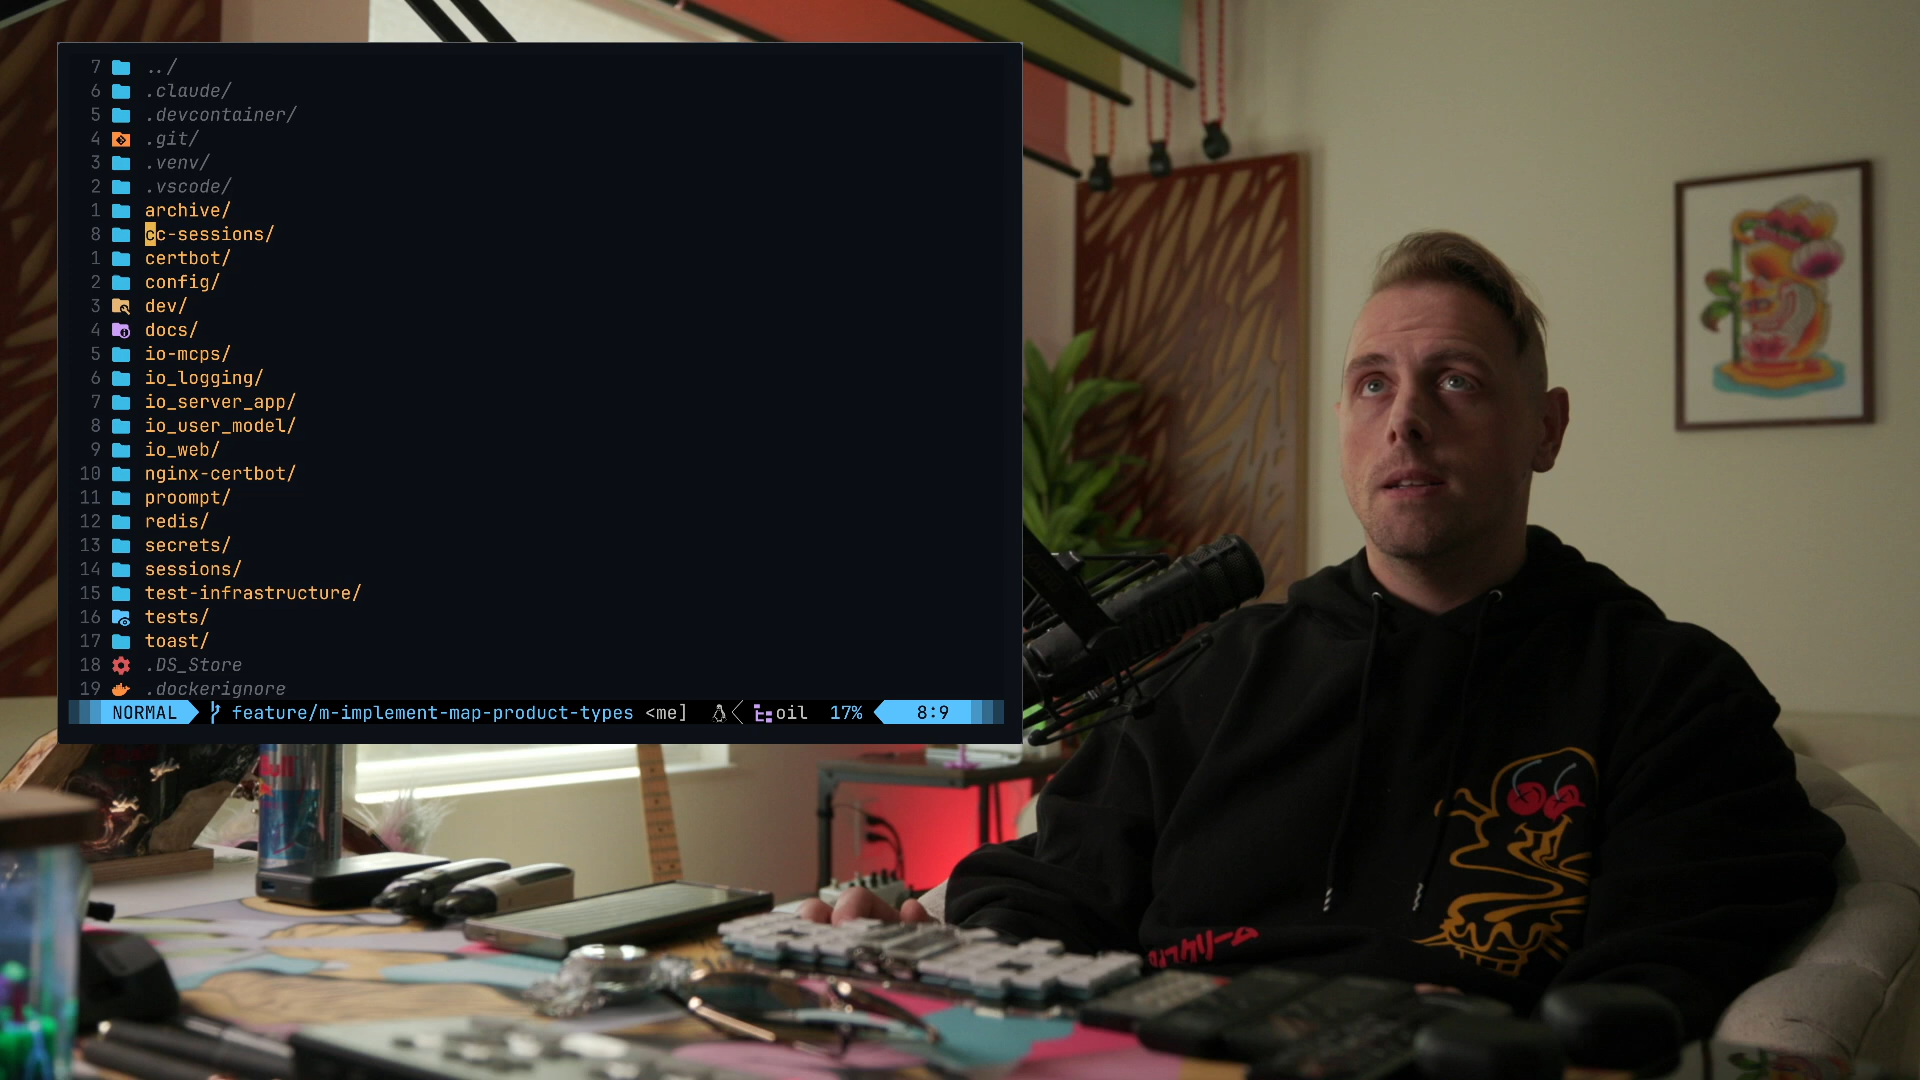 7 ../
6 .claude/
5 .devcontainer/
4 .git/
3 .venv/
2 .vscode/
1 archive/
8 cc-sessions/
1 certbot/
2 config/
3 dev/
4 docs/
5 io-mcps/
6 io_logging/
7 io_server_app/
8 io_user_model/
9 io_web/
10 nginx-certbot/
11 proompt/
12 redis/
13 secrets/
14 sessions/
15 test-infrastructure/
16 tests/
17 toast/
18 .DS_Store
19 .dockerignore
NORMAL feature/m-implement-map-product-types <me] oil 17% 8:9